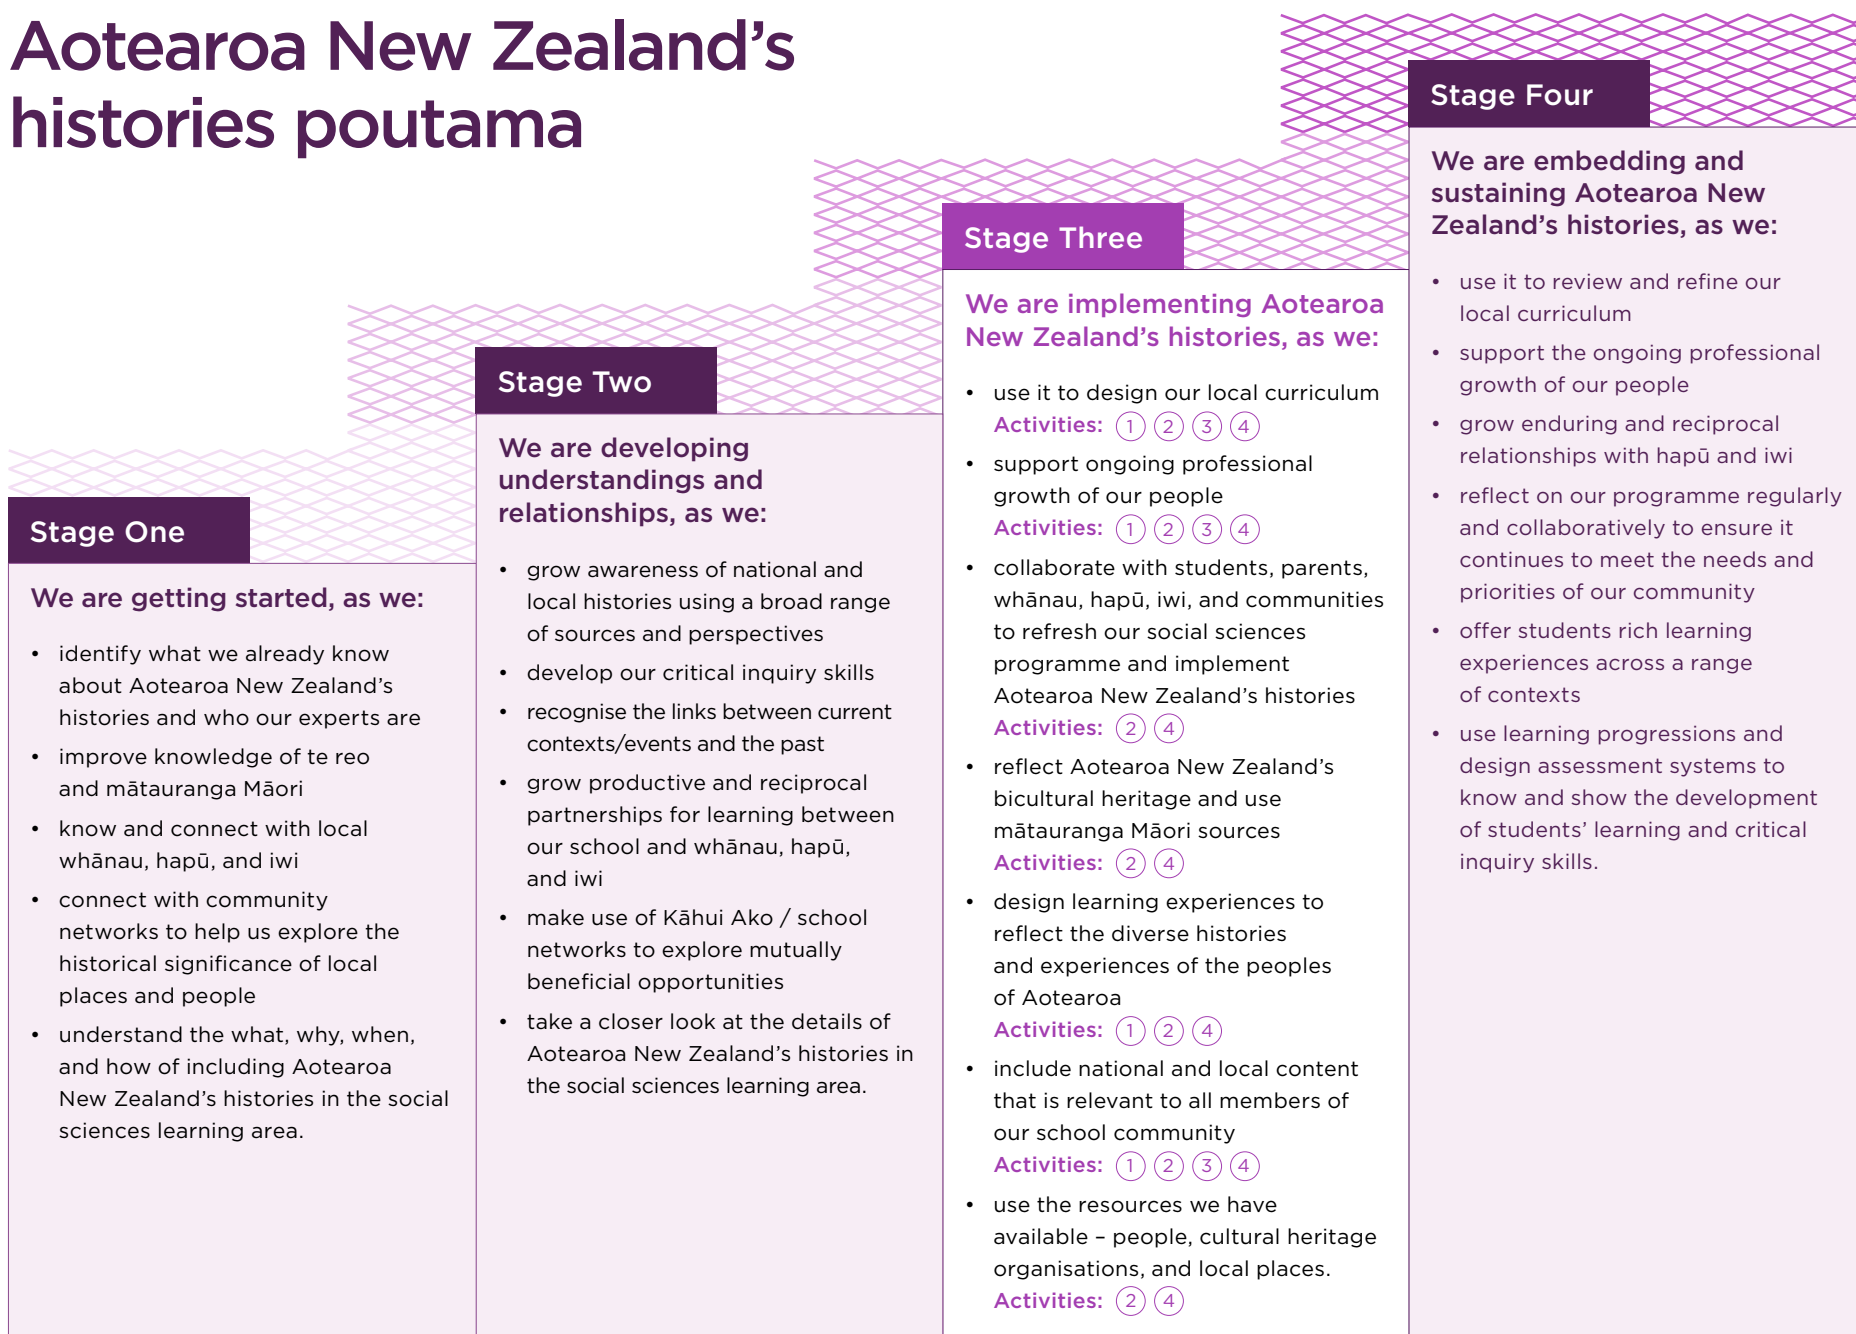 Aotearoa New Zealand’s
histories poutama
Stage One
We are getting started, as we:
• identify what we already know
about Aotearoa New Zealand’s
histories and who our experts are
• improve knowledge of te reo
and mātauranga Māori
• know and connect with local
whānau, hapū, and iwi
• connect with community
networks to help us explore the
historical significance of local
places and people
• understand the what, why, when,
and how of including Aotearoa
New Zealand’s histories in the social
sciences learning area.
Stage Two
We are developing
understandings and
relationships, as we:
• grow awareness of national and
local histories using a broad range
of sources and perspectives
• develop our critical inquiry skills
• recognise the links between current
contexts/events and the past
• grow productive and reciprocal
partnerships for learning between
our school and whānau, hapū,
and iwi
• make use of Kāhui Ako / school
networks to explore mutually
beneficial opportunities
• take a closer look at the details of
Aotearoa New Zealand’s histories in
the social sciences learning area.
Stage Three
We are implementing Aotearoa
New Zealand’s histories, as we:
• use it to design our local curriculum
Activities: 1 2 3 4
• support ongoing professional
growth of our people
Activities: 1 2 3 4
• collaborate with students, parents,
whānau, hapū, iwi, and communities
to refresh our social sciences
programme and implement
Aotearoa New Zealand’s histories
Activities: 2 4
• reflect Aotearoa New Zealand’s
bicultural heritage and use
mātauranga Māori sources
Activities: 2 4
• design learning experiences to
reflect the diverse histories
and experiences of the peoples
of Aotearoa
Activities: 1 2 4
• include national and local content
that is relevant to all members of
our school community
Activities: 1 2 3 4
• use the resources we have
available – people, cultural heritage
organisations, and local places.
Activities: 2 4
Stage Four
We are embedding and
sustaining Aotearoa New
Zealand’s histories, as we:
• use it to review and refine our
local curriculum
• support the ongoing professional
growth of our people
• grow enduring and reciprocal
relationships with hapū and iwi
• reflect on our programme regularly
and collaboratively to ensure it
continues to meet the needs and
priorities of our community
• offer students rich learning
experiences across a range
of contexts
• use learning progressions and
design assessment systems to
know and show the development
of students’ learning and critical
inquiry skills.